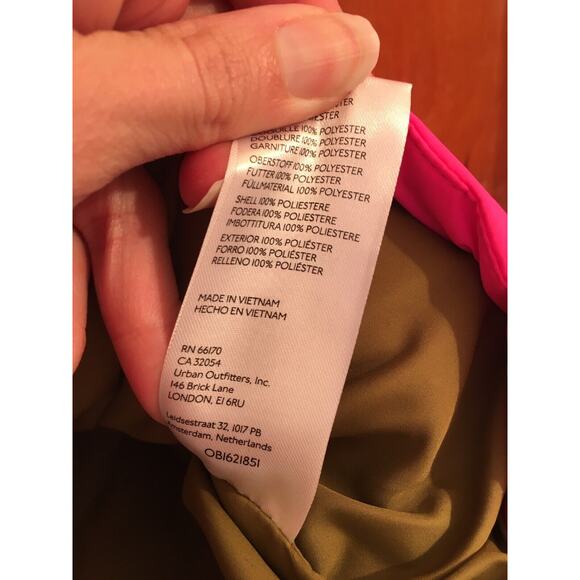 POLYESTER
COQUILLE 100% POLYESTER
DOUBLURE 100% POLYESTER
GARNITURE 100% POLYESTER
OBERSTOFF 100% POLYESTER
FUTTER 100% POLYESTER
FÜLLMATERIAL 100% POLYESTER
SHELL 100% POLIESTERE
FODERA 100% POLIESTERE
IMBOTTITURA 100% POLIESTERE
EXTERIOR 100% POLIÉSTER
FORRO 100% POLIÉSTER
RELLENO 100% POLIÉSTER
MADE IN VIETNAM
HECHO EN VIETNAM
RN 66170
CA 32054
Urban Outfitters, Inc.
146 Brick Lane
LONDON, E1 6RU
Leidsestraat 32, 1017 PB
Amsterdam, Netherlands
OB1621851